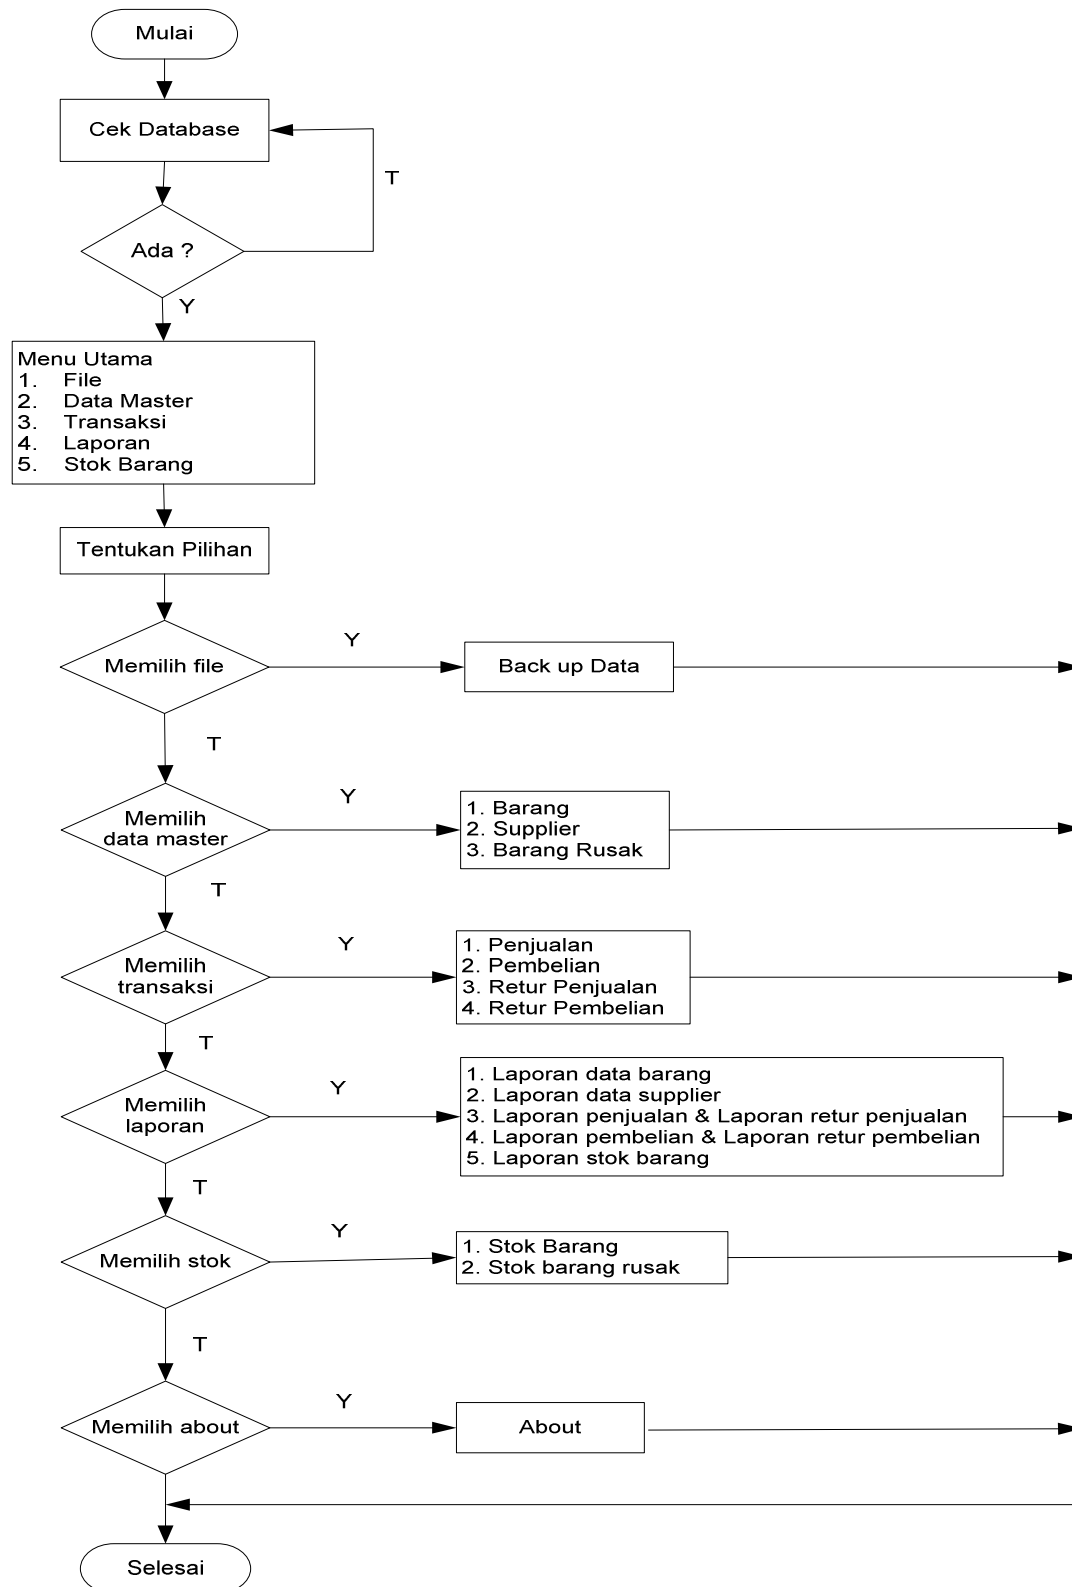 Mulai
Cek Database
T
Ada ?
Y
Menu Utama
1. File
2. Data Master
3. Transaksi
4. Laporan
5. Stok Barang
Tentukan Pilihan
Memilih file
Y
Back up Data
T
Memilih
data master
Y
1. Barang
2. Supplier
3. Barang Rusak
T
Memilih
transaksi
Y
1. Penjualan
2. Pembelian
3. Retur Penjualan
4. Retur Pembelian
T
Memilih
laporan
Y
1. Laporan data barang
2. Laporan data supplier
3. Laporan penjualan & Laporan retur penjualan
4. Laporan pembelian & Laporan retur pembelian
5. Laporan stok barang
T
Memilih stok
Y
1. Stok Barang
2. Stok barang rusak
T
Memilih about
Y
About
Selesai